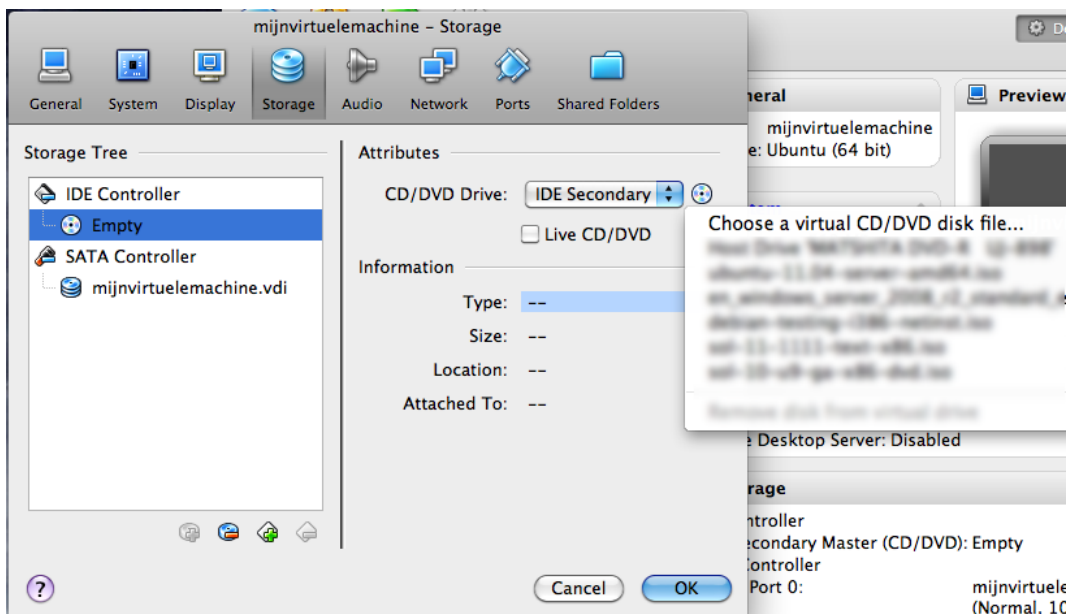 mijnvirtuelemachine – Storage
General
System
Display
Storage
Audio
Network
Ports
Shared Folders
Storage Tree
IDE Controller
Empty
SATA Controller
mijnvirtuelemachine.vdi
Attributes
CD/DVD Drive: IDE Secondary
Live CD/DVD
Information
Type: --
Size: --
Location: --
Attached To: --
?
Cancel
OK
neral
mijnvirtuelemachine
e: Ubuntu (64 bit)
Preview
Choose a virtual CD/DVD disk file...
e Desktop Server: Disabled
rage
ntroller
econdary Master (CD/DVD): Empty
Controller
Port 0: mijnvirtuele
(Normal, 10